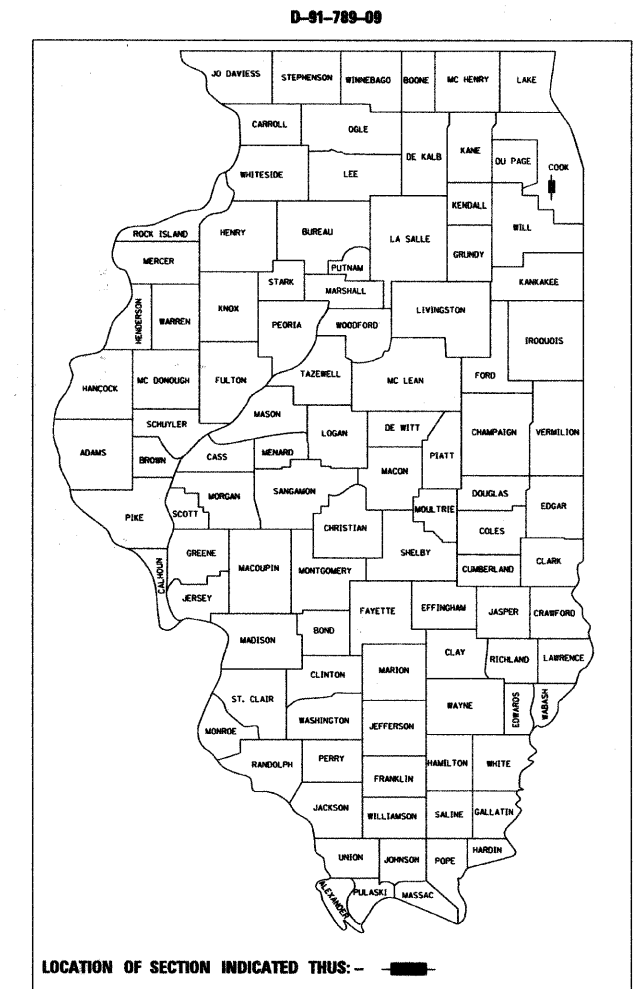 D-91-789-09
JO DAVIESS
STEPHENSON
WINNEBAGO
BOONE
MC HENRY
LAKE
CARROLL
OGLE
DE KALB
KANE
DU PAGE
COOK
WHITESIDE
LEE
KENDALL
WILL
ROCK ISLAND
HENRY
BUREAU
LA SALLE
GRUNDY
MERCER
PUTNAM
STARK
MARSHALL
KANKAKEE
HENDERSON
WARREN
KNOX
PEORIA
WOODFORD
LIVINGSTON
IROQUOIS
HANCOCK
MC DONOUGH
FULTON
TAZEWELL
MC LEAN
FORD
MASON
SCHUYLER
LOGAN
DE WITT
CHAMPAIGN
VERMILION
ADAMS
BROWN
CASS
MENARD
MACON
PIATT
MORGAN
SANGAMON
DOUGLAS
PIKE
SCOTT
CHRISTIAN
MOULTRIE
EDGAR
COLES
GREENE
MACOUPIN
MONTGOMERY
SHELBY
CUMBERLAND
CLARK
CALHOUN
JERSEY
FAYETTE
EFFINGHAM
JASPER
CRAWFORD
MADISON
BOND
CLAY
RICHLAND
LAWRENCE
CLINTON
MARION
ST. CLAIR
WAYNE
EDWARDS
WABASH
WASHINGTON
JEFFERSON
MONROE
RANDOLPH
PERRY
HAMILTON
WHITE
FRANKLIN
JACKSON
WILLIAMSON
SALINE
GALLATIN
UNION
JOHNSON
POPE
HARDIN
ALEXANDER
PULASKI
MASSAC
LOCATION OF SECTION INDICATED THUS: -